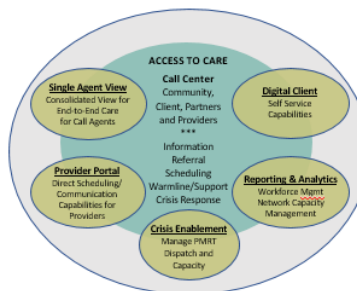 ACCESS TO CARE
Call Center
Community,
Client, Partners
and Providers
***
Information
Referral
Scheduling
Warmline/Support
Crisis Response
Single Agent View
Consolidated View for
End-to-End Care
for Call Agents
Digital Client
Self Service
Capabilities
Provider Portal
Direct Scheduling/
Communication
Capabilities for
Providers
Reporting & Analytics
Workforce Mgmt
Network Capacity
Management
Crisis Enablement
Manage PMRT
Dispatch and
Capacity